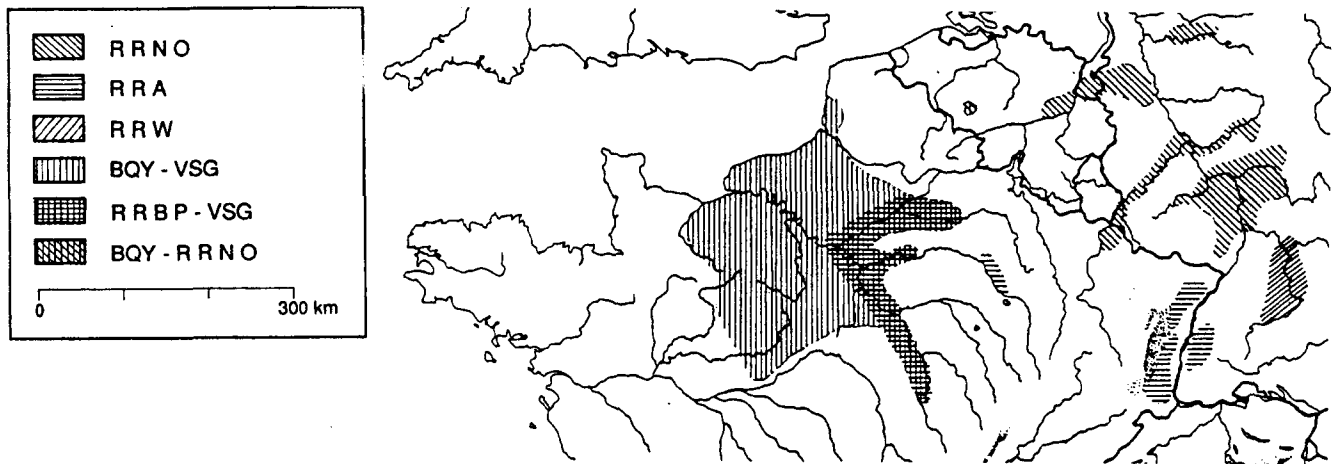 RRNO
RRA
RRW
BQY - VSG
RRBP - VSG
BQY - RRNO
0 300 km